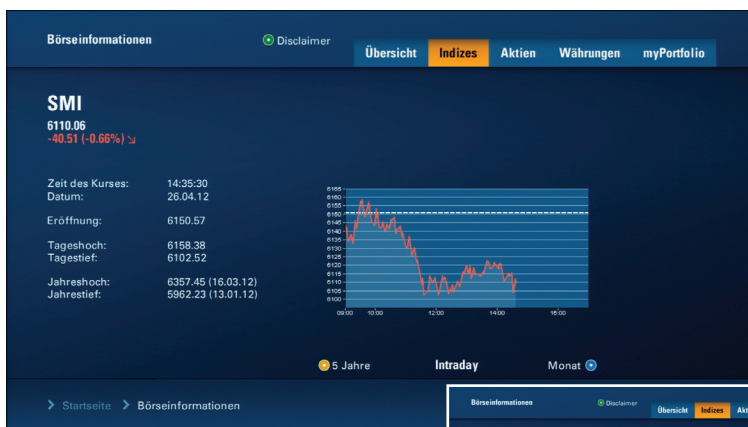 Börseinformationen
Disclaimer
Übersicht Indizes Aktien Währungen myPortfolio
SMI
6110.06
-40.51 (-0.66%)
Zeit des Kurses: 14:35:30
Datum: 26.04.12
Eröffnung: 6150.57
Tageshoch: 6158.38
Tagestief: 6102.52
Jahreshoch: 6357.45 (16.03.12)
Jahrestief: 5962.23 (13.01.12)
6165
6160
6155
6150
6145
6140
6135
6130
6125
6120
6115
6110
6105
6100
09:00 10:00 12:00 14:00 16:00
5 Jahre Intraday Monat
Startseite Börseinformationen
Börseinformationen Disclaimer
Übersicht Indizes Akt